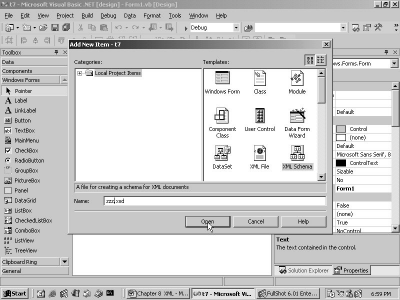 t7 - Microsoft Visual Basic .NET [design] - Form1.vb [Design]
File Edit View Project Build Debug Data Format Tools Window Help
Toolbox
Data
Components
Windows Forms
Pointer
Label
LinkLabel
Button
TextBox
MainMenu
CheckBox
RadioButton
GroupBox
PictureBox
Panel
DataGrid
ListBox
CheckedListBox
ComboBox
ListView
TreeView
Clipboard Ring
General
Add New Item - t7
Categories:
Templates:
Local Project Items
Windows Form
Class
Module
Component Class
User Control
Data Form Wizard
DataSet
XML File
XML Schema
A file for creating a schema for XML documents
Name:
Open
Cancel
Help
Forms.Form
Default
Control
(none)
Default
Microsoft Sans Serif, 8
ControlText
Sizable
No
Form1
False
(none)
True
NoControl
Text
The text contained in the control.
Solution Explorer
Properties
Start
Chapter 8 XML - M...
t7 - Microsoft Vis...
FullShot 6.01 Enter...
6:59 PM